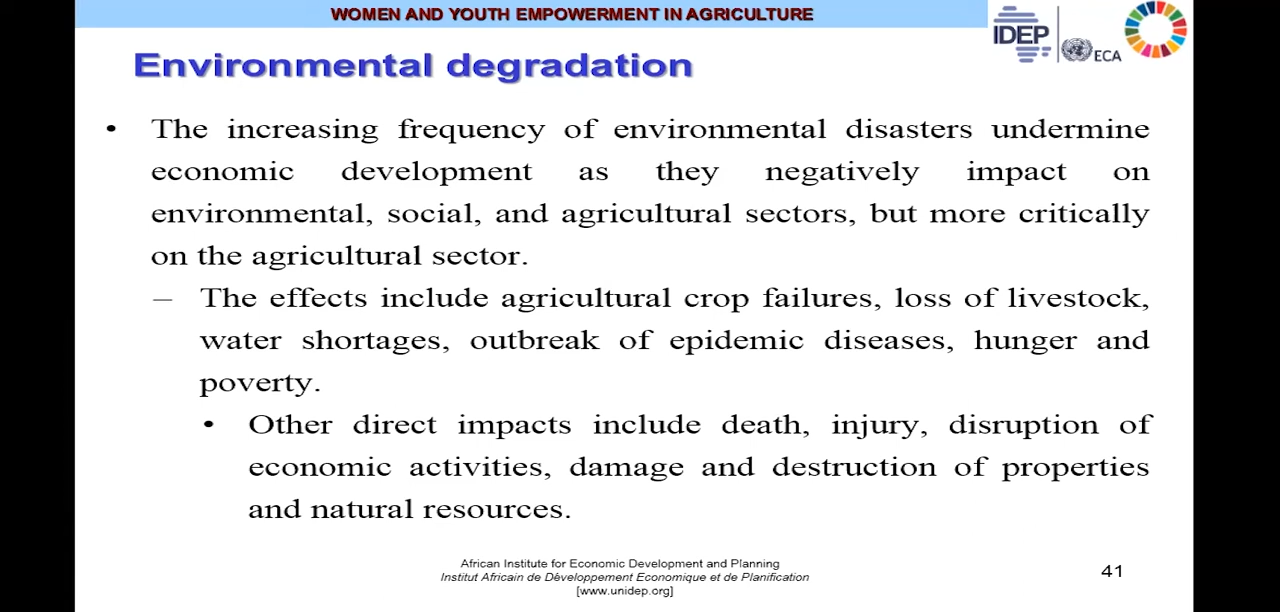 WOMEN AND YOUTH EMPOWERMENT IN AGRICULTURE
IDEP
ECA
Environmental degradation
• The increasing frequency of environmental disasters undermine
economic development as they negatively impact on
environmental, social, and agricultural sectors, but more critically
on the agricultural sector.
– The effects include agricultural crop failures, loss of livestock,
water shortages, outbreak of epidemic diseases, hunger and
poverty.
• Other direct impacts include death, injury, disruption of
economic activities, damage and destruction of properties
and natural resources.
African Institute for Economic Development and Planning
Institut Africain de Développement Economique et de Planification
[www.unidep.org]
41